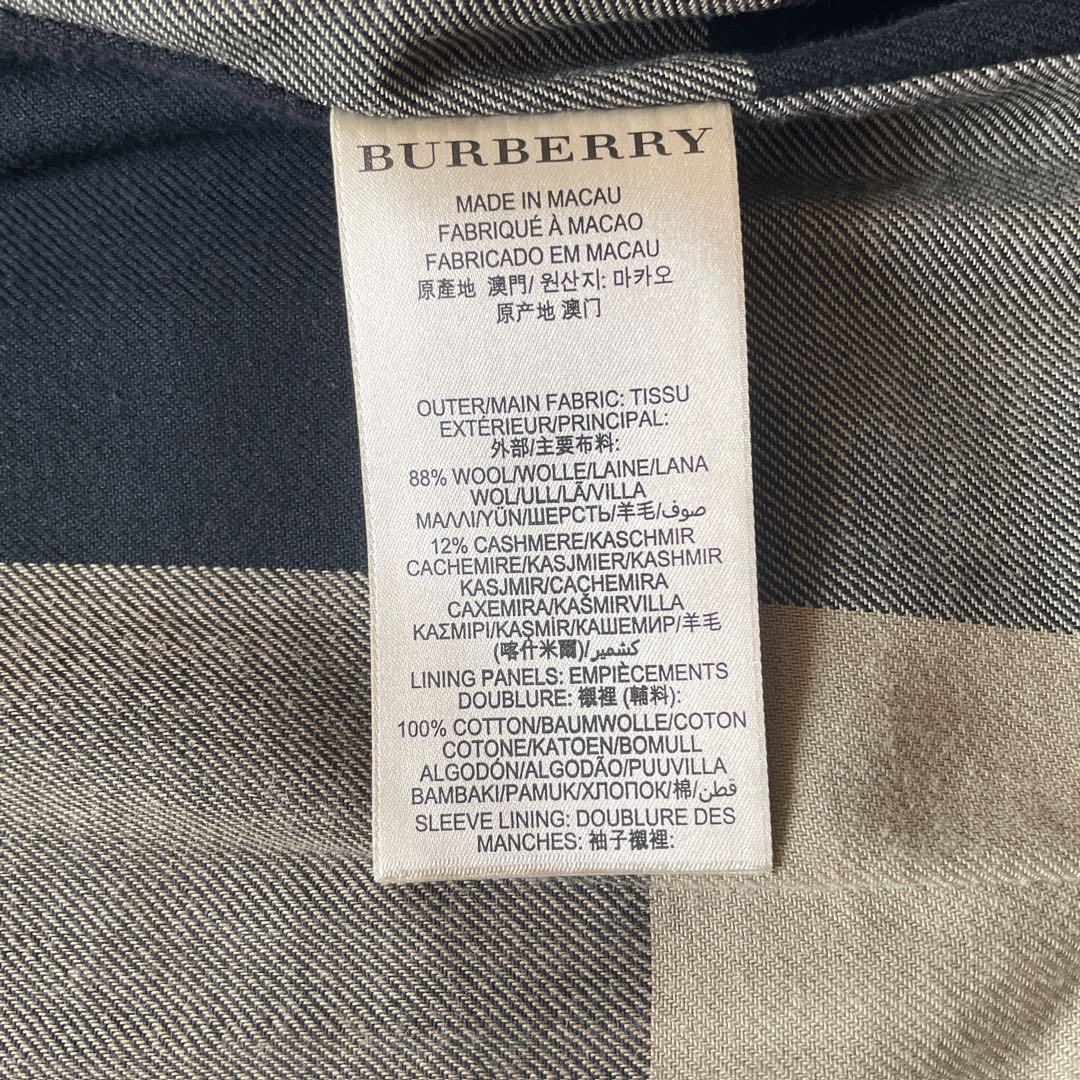 BURBERRY
MADE IN MACAU
FABRIQUÉ À MACAO
FABRICADO EM MACAU
原產地 澳門/ 원산지: 마카오
原产地 澳门
OUTER/MAIN FABRIC: TISSU
EXTÉRIEUR/PRINCIPAL:
外部/主要布料:
88% WOOL/WOLLE/LAINE/LANA
WOL/ULL/LÃ/VILLA
ΜΑΛΛΙ/YÜN/ШЕРСТЬ/羊毛/صوف
12% CASHMERE/KASCHMIR
CACHEMIRE/KASJMIER/KASHMIR
KASJMIR/CACHEMIRA
CAXEMIRA/KAŠMIRVILLA
ΚΑΣΜΙΡΙ/KAŞMİR/КАШЕМИР/羊毛
(喀什米爾)/كشمير
LINING PANELS: EMPIÈCEMENTS
DOUBLURE: 襯裡 (輔料):
100% COTTON/BAUMWOLLE/COTON
COTONE/KATOEN/BOMULL
ALGODÓN/ALGODÃO/PUUVILLA
BAMBAKI/PAMUK/ХЛОПОК/棉/قطن
SLEEVE LINING: DOUBLURE DES
MANCHES: 袖子襯裡: